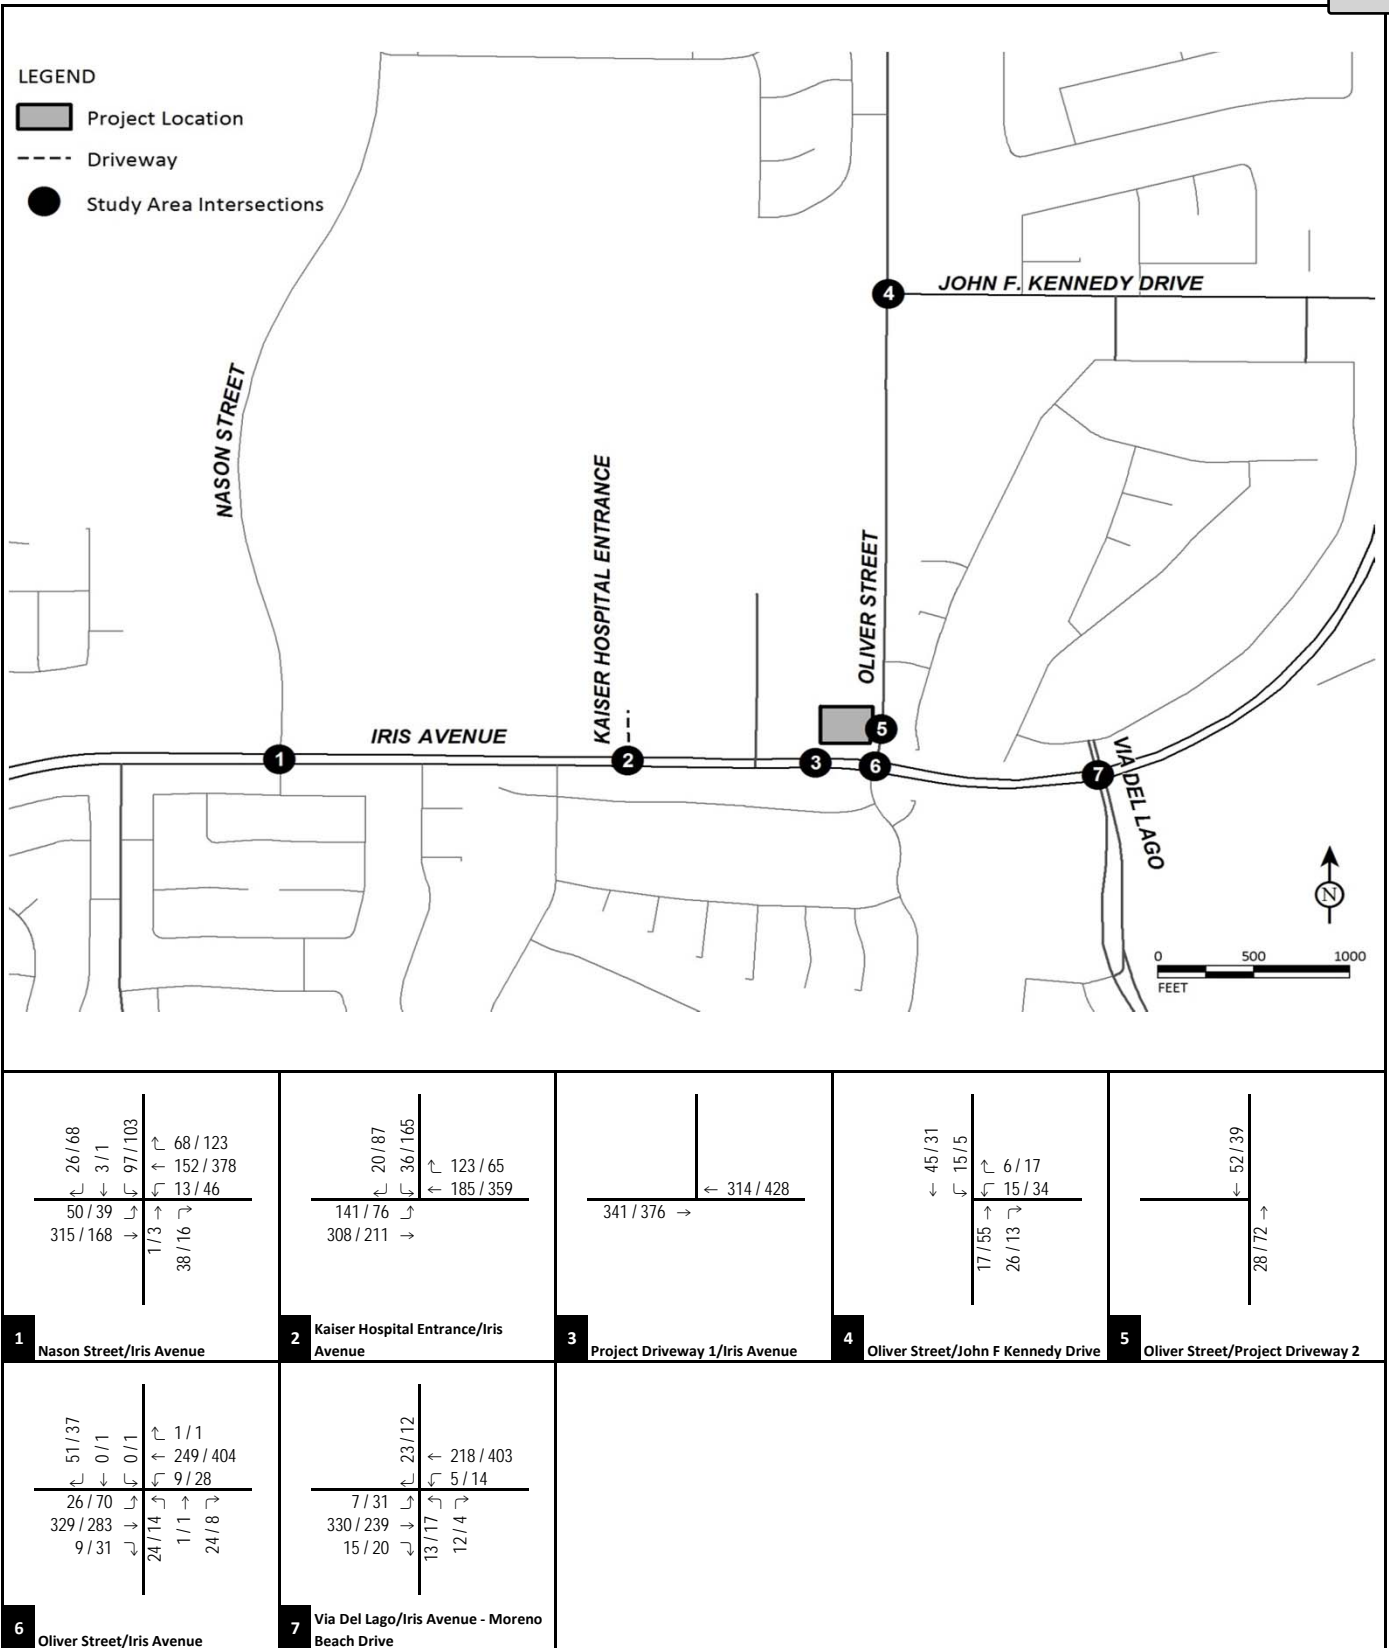 LEGEND
Project Location
Driveway
Study Area Intersections
JOHN F. KENNEDY DRIVE
NASON STREET
KAISER HOSPITAL ENTRANCE
OLIVER STREET
IRIS AVENUE
VIA DEL LAGO
1
2
3
4
5
6
7
N
0 500 1000
FEET
26 / 68
3 / 1
97 / 103
68 / 123
152 / 378
13 / 46
50 / 39
315 / 168
1 / 3
38 / 16
1 Nason Street/Iris Avenue
20 / 87
36 / 165
123 / 65
185 / 359
141 / 76
308 / 211
2 Kaiser Hospital Entrance/Iris
Avenue
314 / 428
341 / 376
3 Project Driveway 1/Iris Avenue
45 / 31
15 / 5
6 / 17
15 / 34
17 / 55
26 / 13
4 Oliver Street/John F Kennedy Drive
52 / 39
28 / 72
5 Oliver Street/Project Driveway 2
51 / 37
0 / 1
0 / 1
1 / 1
249 / 404
9 / 28
26 / 70
329 / 283
9 / 31
24 / 14
1 / 1
24 / 8
6 Oliver Street/Iris Avenue
23 / 12
218 / 403
5 / 14
7 / 31
330 / 239
15 / 20
13 / 17
12 / 4
7 Via Del Lago/Iris Avenue - Moreno
Beach Drive